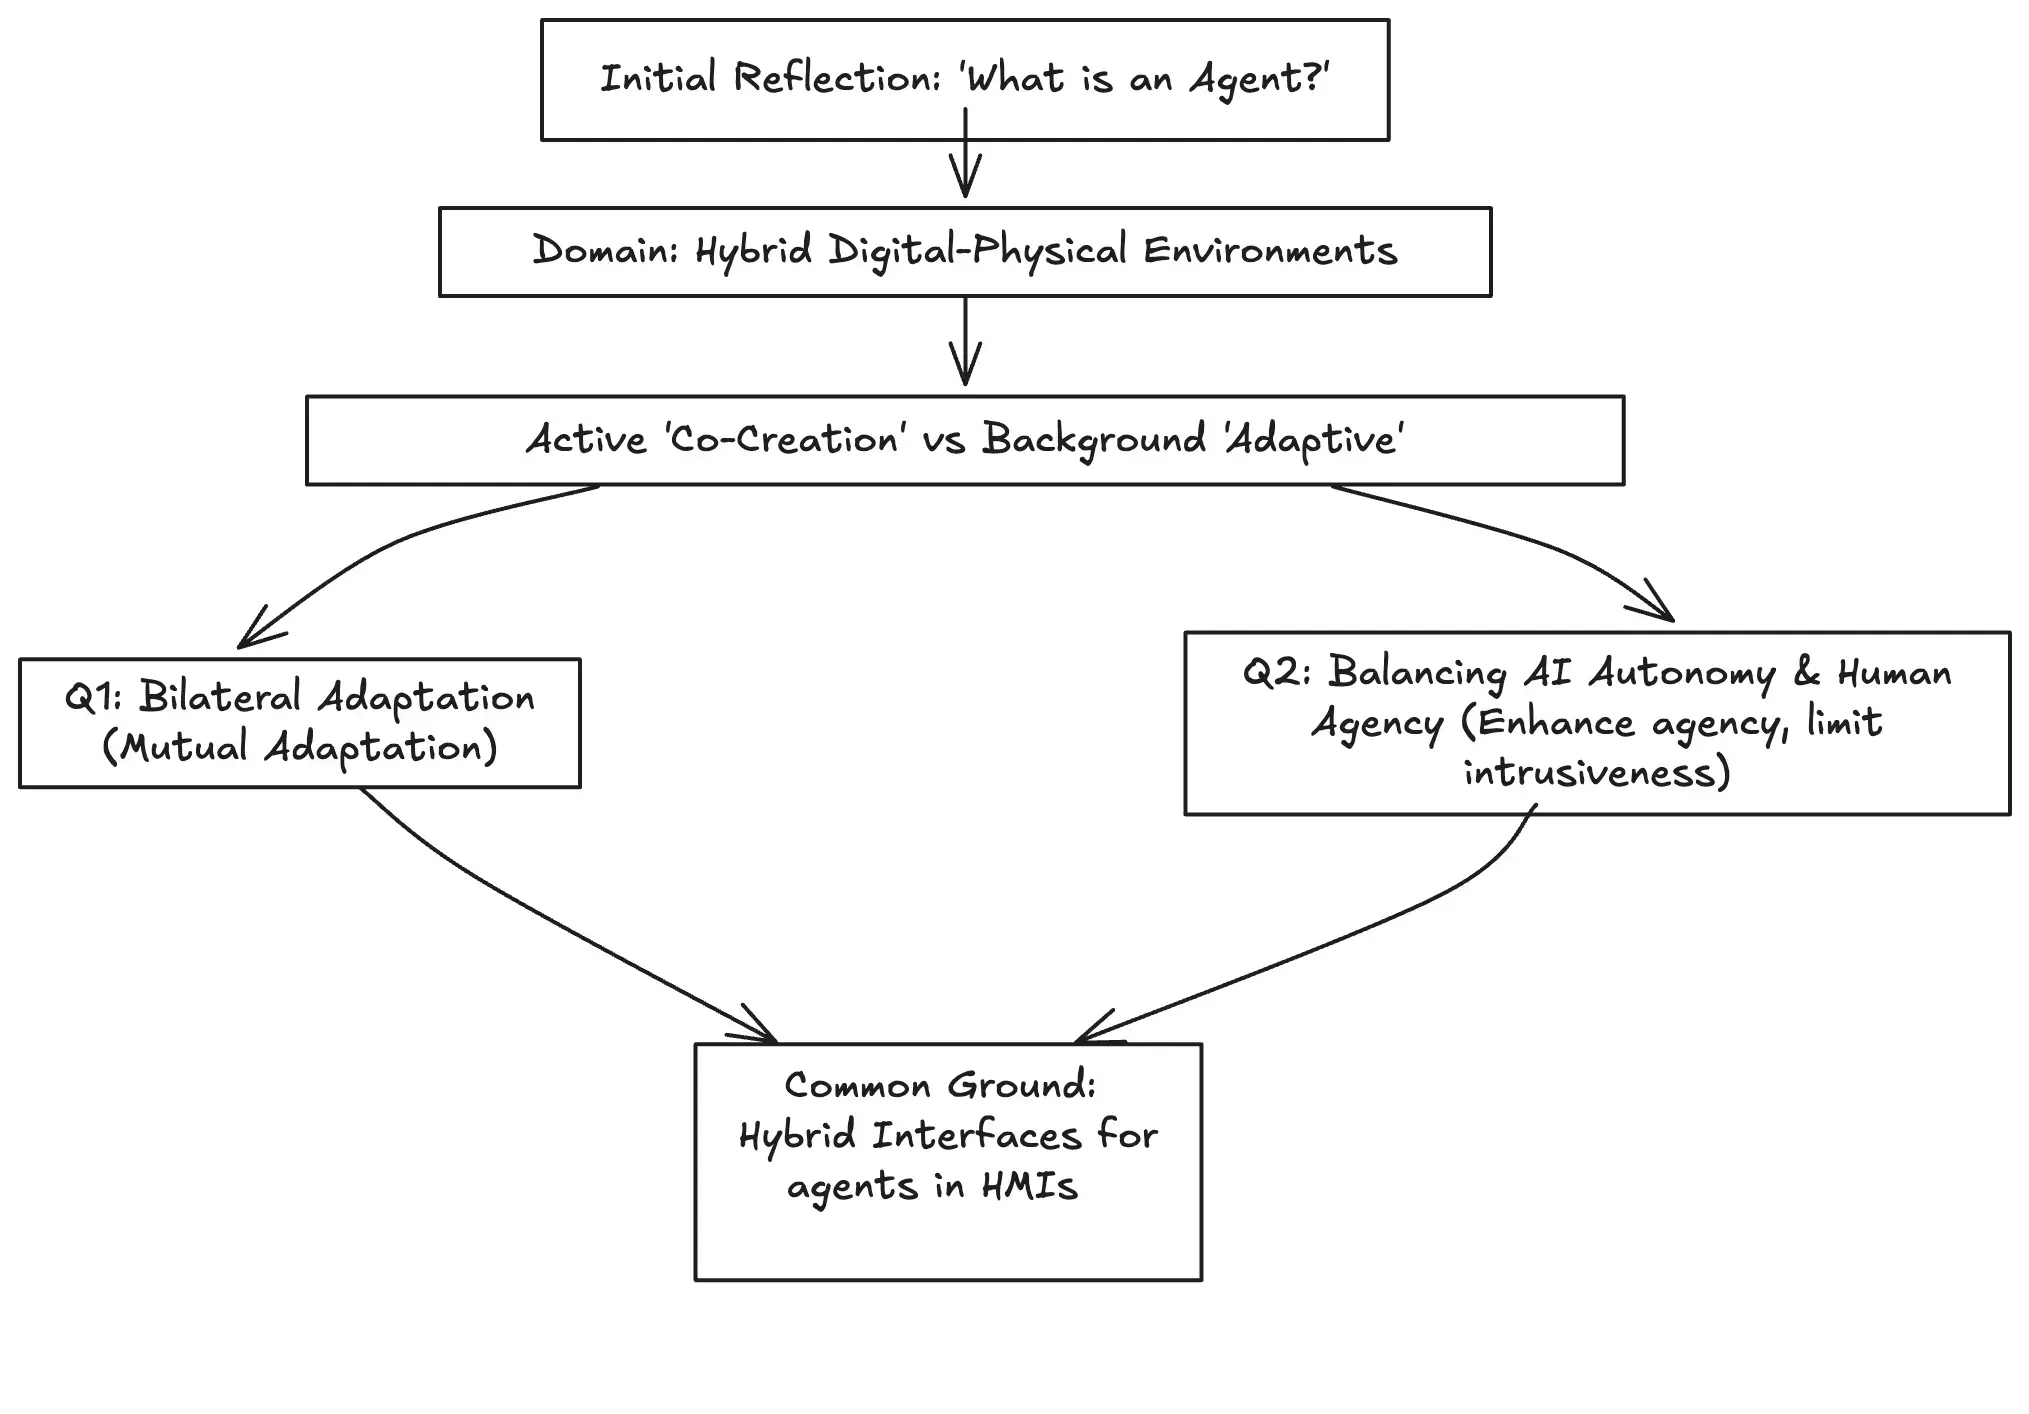 Initial Reflection: 'What is an Agent?'
Domain: Hybrid Digital-Physical Environments
Active 'Co-Creation' vs Background 'Adaptive'
Q1: Bilateral Adaptation
(Mutual Adaptation)
Q2: Balancing AI Autonomy & Human
Agency (Enhance agency, limit
intrusiveness)
Common Ground:
Hybrid Interfaces for
agents in HMIs